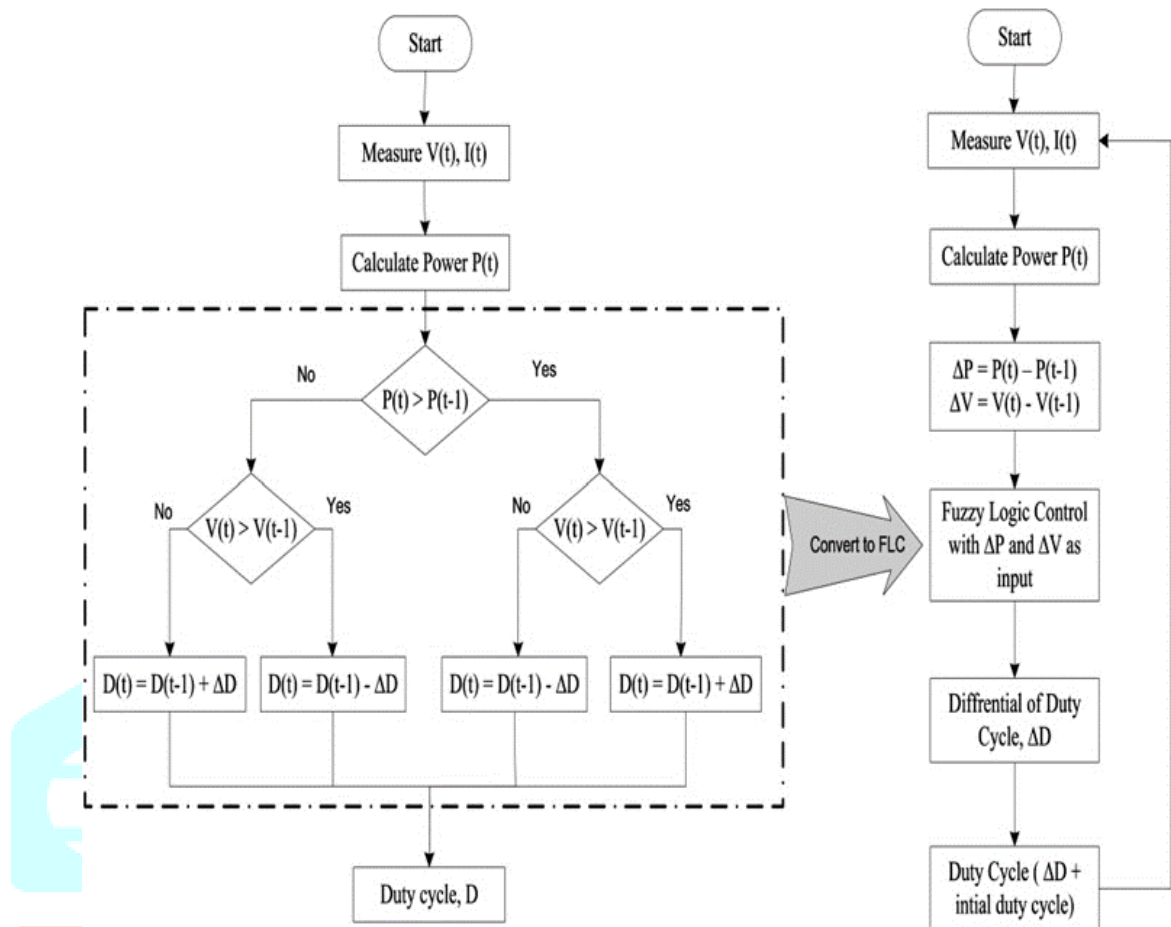 Start
Measure V(t), I(t)
Calculate Power P(t)
No
Yes
P(t) > P(t-1)
No
V(t) > V(t-1)
Yes
No
V(t) > V(t-1)
Yes
D(t) = D(t-1) + ΔD
D(t) = D(t-1) - ΔD
D(t) = D(t-1) - ΔD
D(t) = D(t-1) + ΔD
Duty cycle, D
Convert to FLC
Start
Measure V(t), I(t)
Calculate Power P(t)
ΔP = P(t) – P(t-1)
ΔV = V(t) - V(t-1)
Fuzzy Logic Control
with ΔP and ΔV as
input
Diffrential of Duty
Cycle, ΔD
Duty Cycle ( ΔD +
intial duty cycle)